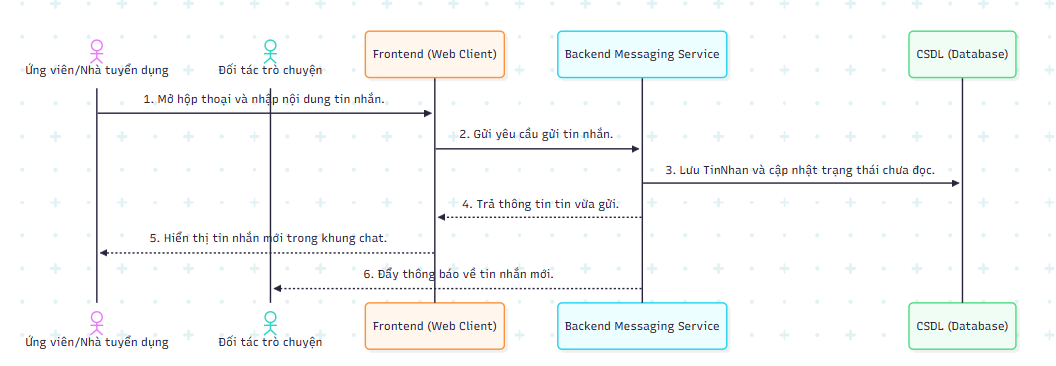 Ứng viên/Nhà tuyển dụng
Đối tác trò chuyện
Frontend (Web Client)
Backend Messaging Service
CSDL (Database)
1. Mở hộp thoại và nhập nội dung tin nhắn.
2. Gửi yêu cầu gửi tin nhắn.
3. Lưu TinNhan và cập nhật trạng thái chưa đọc.
4. Trả thông tin tin vừa gửi.
5. Hiển thị tin nhắn mới trong khung chat.
6. Đẩy thông báo về tin nhắn mới.
Ứng viên/Nhà tuyển dụng
Đối tác trò chuyện
Frontend (Web Client)
Backend Messaging Service
CSDL (Database)